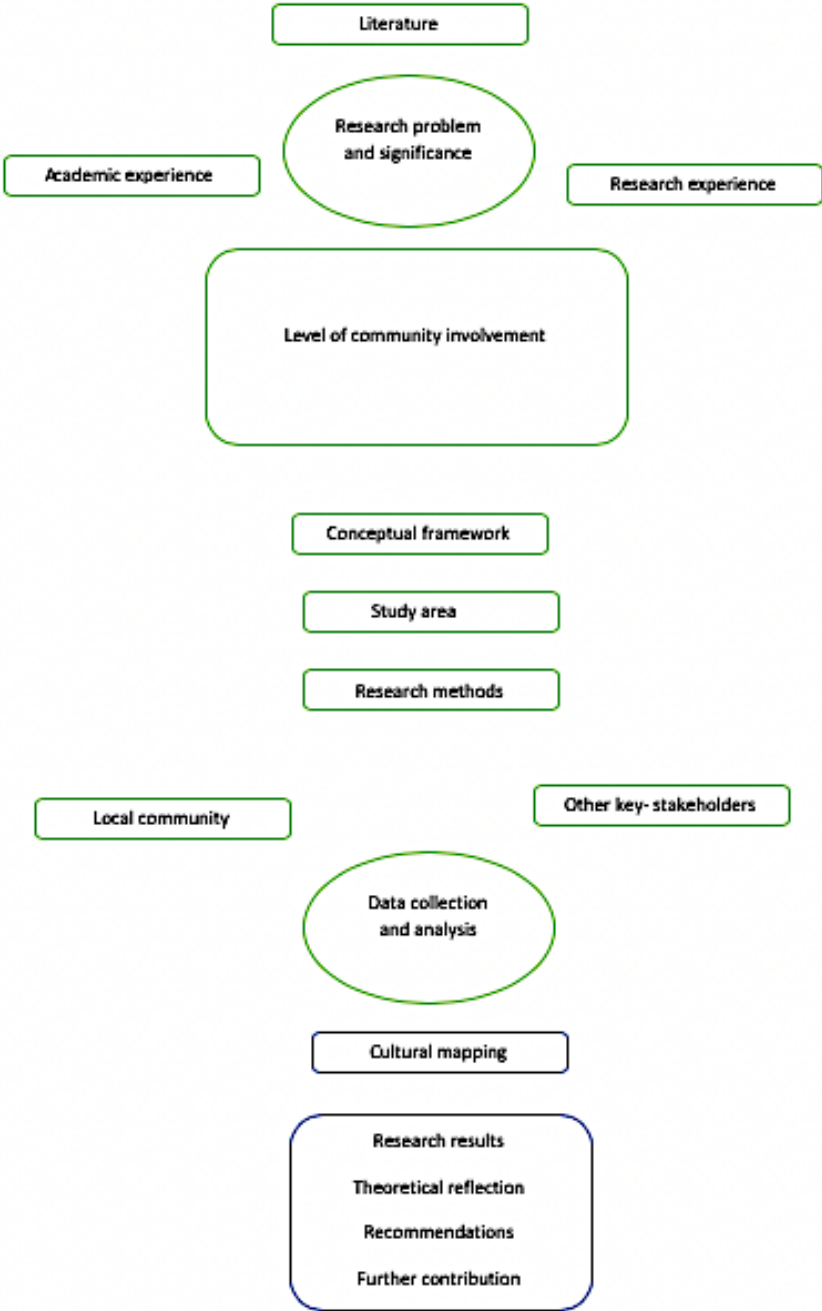 Literature
Research problem
and significance
Academic experience
Research experience
Level of community involvement
Conceptual framework
Study area
Research methods
Local community
Other key- stakeholders
Data collection
and analysis
Cultural mapping
Research results
Theoretical reflection
Recommendations
Further contribution